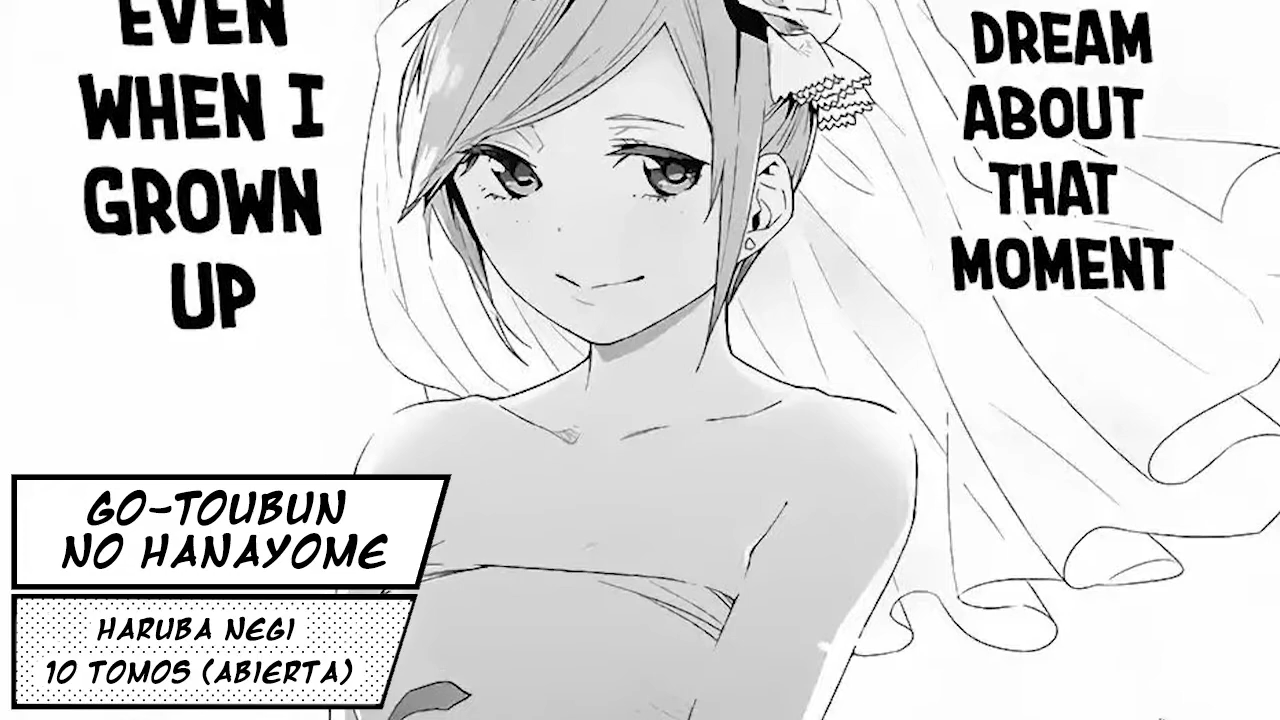 EVEN
WHEN I
GROWN
UP
DREAM
ABOUT
THAT
MOMENT
GO-TOUBUN
NO HANAYOME
HARUBA NEGI
10 TOMOS (ABIERTA)